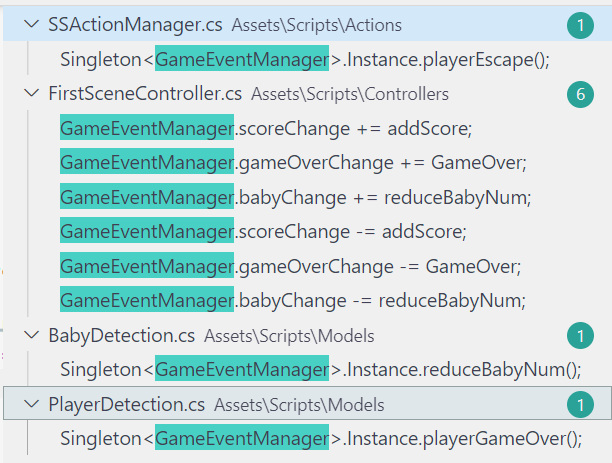 SSActionManager.cs Assets\Scripts\Actions 1
Singleton<GameEventManager>.Instance.playerEscape();
FirstSceneController.cs Assets\Scripts\Controllers 6
GameEventManager.scoreChange += addScore;
GameEventManager.gameOverChange += GameOver;
GameEventManager.babyChange += reduceBabyNum;
GameEventManager.scoreChange -= addScore;
GameEventManager.gameOverChange -= GameOver;
GameEventManager.babyChange -= reduceBabyNum;
BabyDetection.cs Assets\Scripts\Models 1
Singleton<GameEventManager>.Instance.reduceBabyNum();
PlayerDetection.cs Assets\Scripts\Models 1
Singleton<GameEventManager>.Instance.playerGameOver();